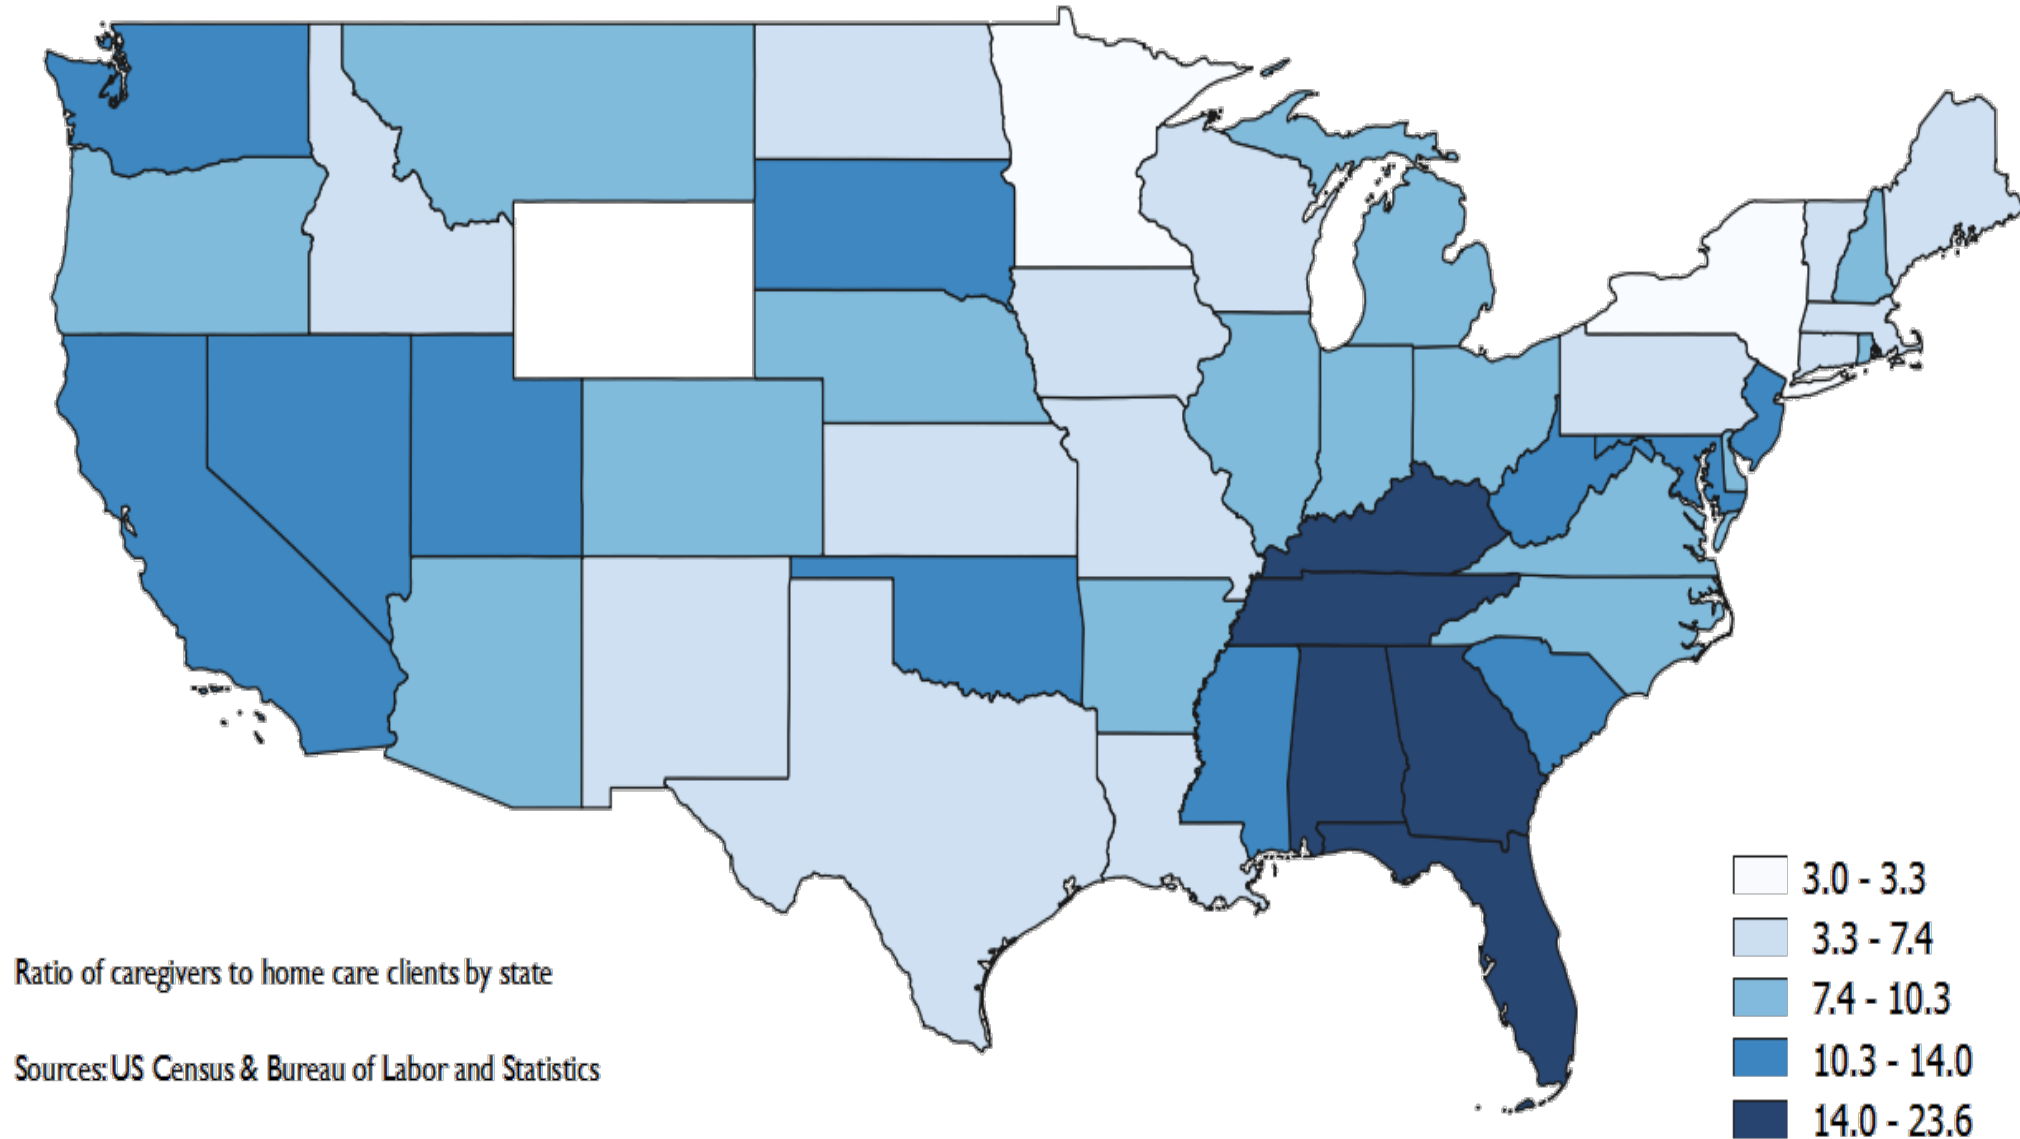 Ratio of caregivers to home care clients by state
Sources: US Census & Bureau of Labor and Statistics
3.0 - 3.3
3.3 - 7.4
7.4 - 10.3
10.3 - 14.0
14.0 - 23.6